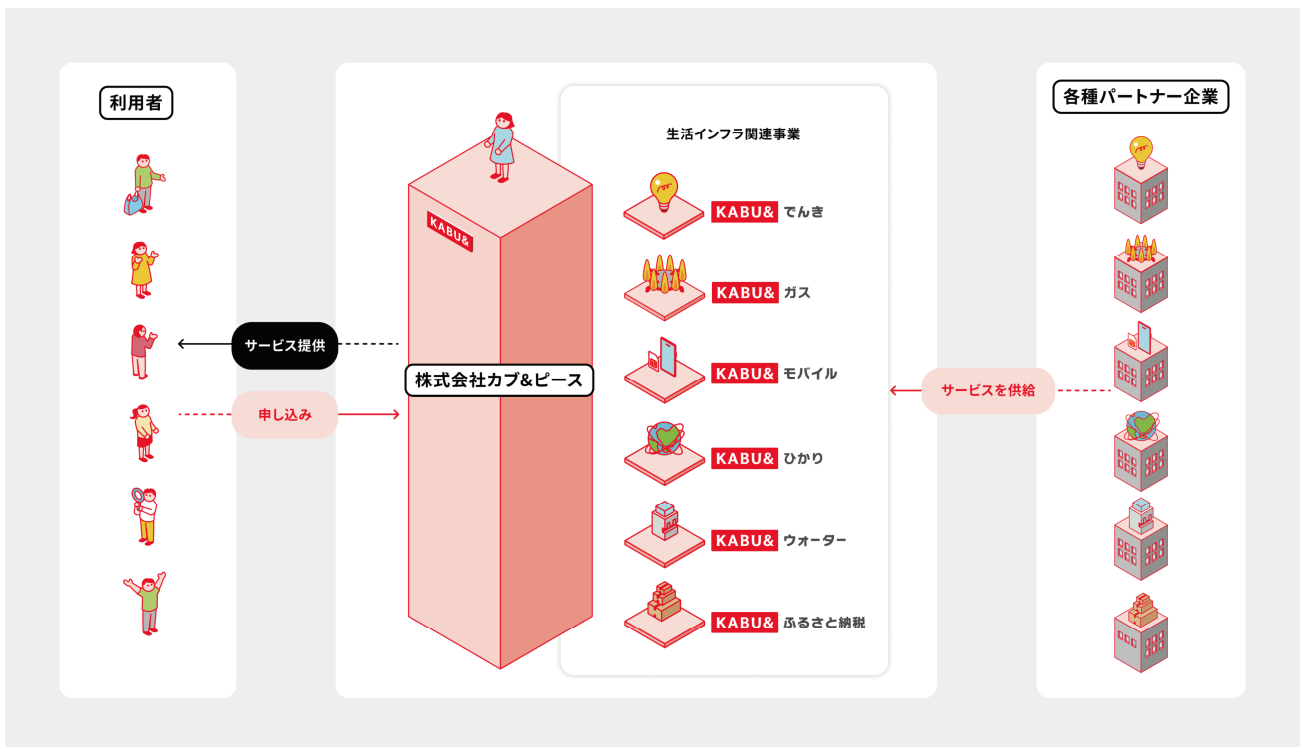 利用者
サービス提供
申し込み
KABU&
株式会社カブ&ピース
生活インフラ関連事業
KABU& でんき
KABU& ガス
KABU& モバイル
KABU& ひかり
KABU& ウォーター
KABU& ふるさと納税
サービスを供給
各種パートナー企業